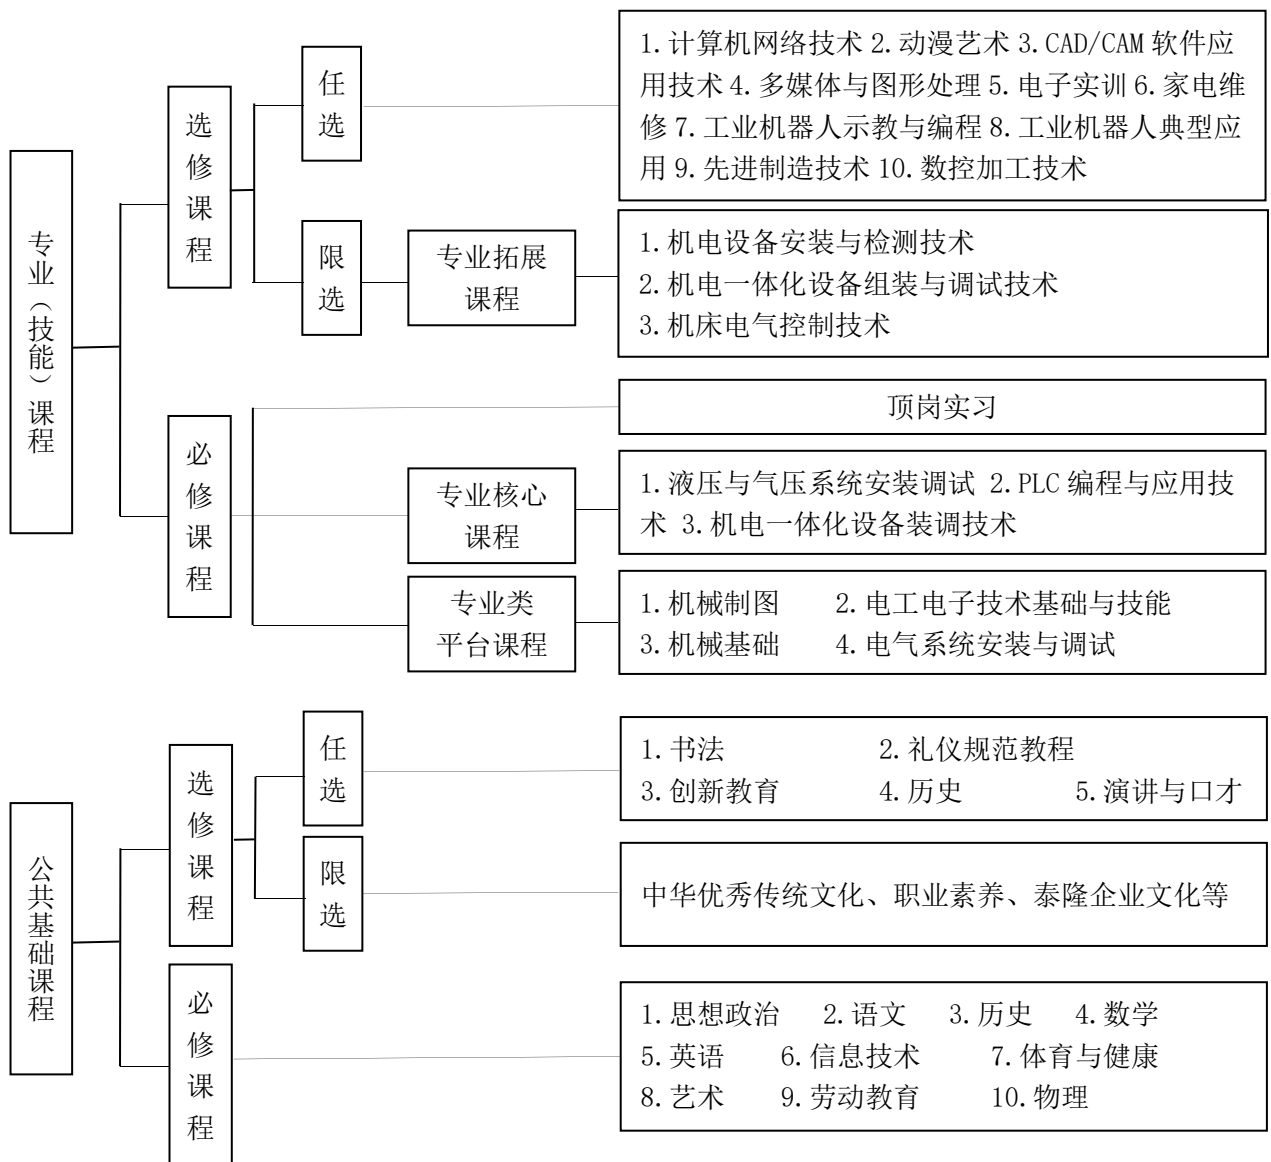 专业（技能）课程
选修课程
任选
1.计算机网络技术 2.动漫艺术 3.CAD/CAM 软件应
用技术 4.多媒体与图形处理 5.电子实训 6.家电维
修 7.工业机器人示教与编程 8.工业机器人典型应
用 9.先进制造技术 10.数控加工技术
限选
专业拓展
课程
1.机电设备安装与检测技术
2.机电一体化设备组装与调试技术
3.机床电气控制技术
必修课程
顶岗实习
专业核心
课程
1.液压与气压系统安装调试 2.PLC 编程与应用技
术 3.机电一体化设备装调技术
专业类
平台课程
1.机械制图 2.电工电子技术基础与技能
3.机械基础 4.电气系统安装与调试
公共基础课程
选修课程
任选
1.书法 2.礼仪规范教程
3.创新教育 4.历史 5.演讲与口才
限选
中华优秀传统文化、职业素养、泰隆企业文化等
必修课程
1.思想政治 2.语文 3.历史 4.数学
5.英语 6.信息技术 7.体育与健康
8.艺术 9.劳动教育 10.物理